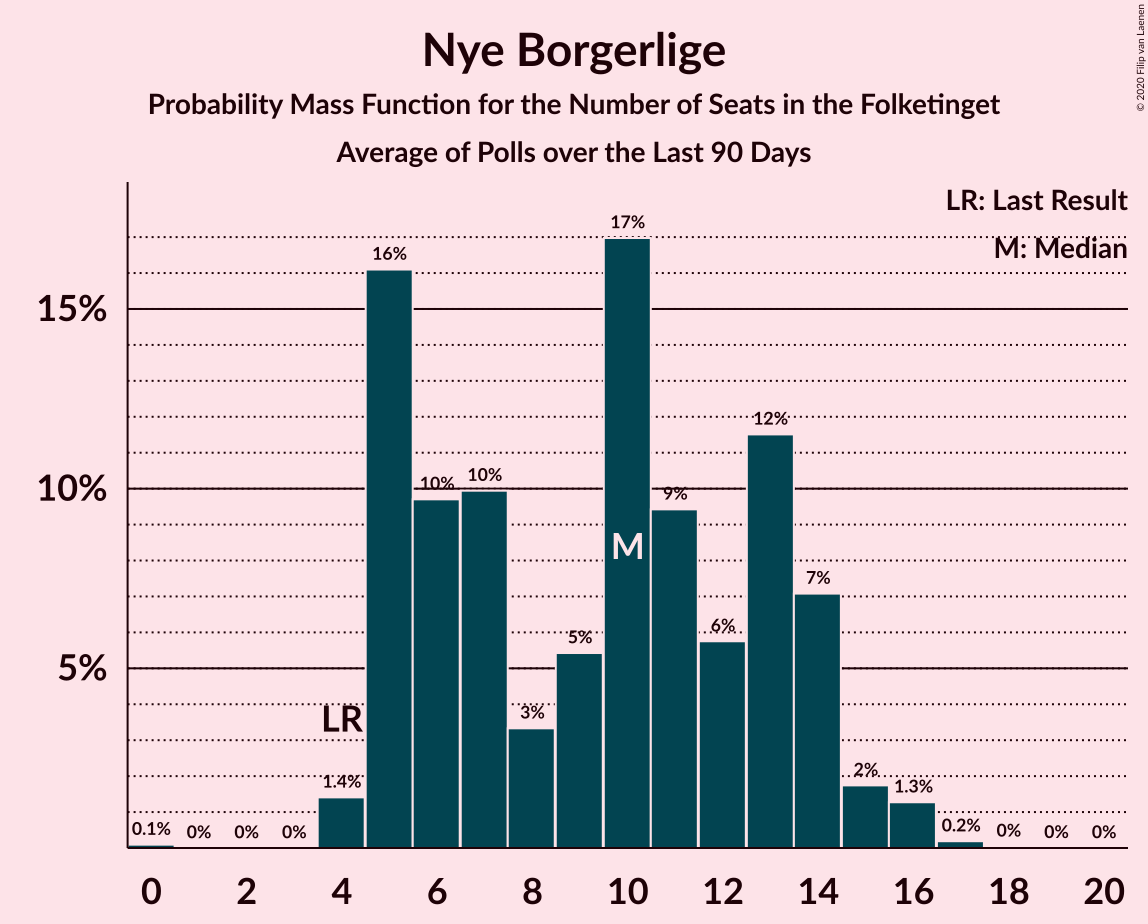 Nye Borgerlige
Probability Mass Function for the Number of Seats in the Folketinget
Average of Polls over the Last 90 Days
© 2020 Filip van Laenen
LR: Last Result
M: Median
15%
10%
5%
0.1%
0%
0%
0%
1.4%
16%
10%
10%
3%
5%
17%
9%
6%
12%
7%
2%
1.3%
0.2%
0%
0%
0%
LR
M
0 2 4 6 8 10 12 14 16 18 20